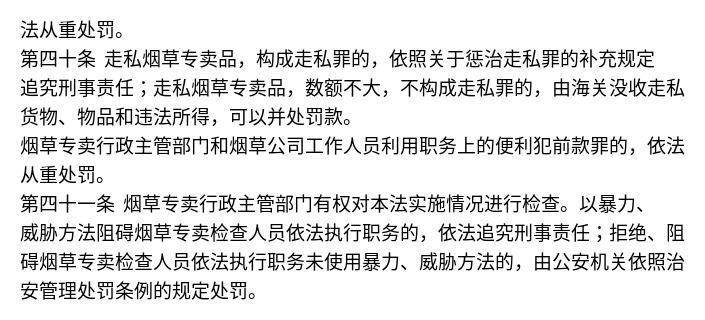 法从重处罚。
第四十条 走私烟草专卖品，构成走私罪的，依照关于惩治走私罪的补充规定
追究刑事责任；走私烟草专卖品，数额不大，不构成走私罪的，由海关没收走私
货物、物品和违法所得，可以并处罚款。
烟草专卖行政主管部门和烟草公司工作人员利用职务上的便利犯前款罪的，依法
从重处罚。
第四十一条 烟草专卖行政主管部门有权对本法实施情况进行检查。以暴力、
威胁方法阻碍烟草专卖检查人员依法执行职务的，依法追究刑事责任；拒绝、阻
碍烟草专卖检查人员依法执行职务未使用暴力、威胁方法的，由公安机关依照治
安管理处罚条例的规定处罚。